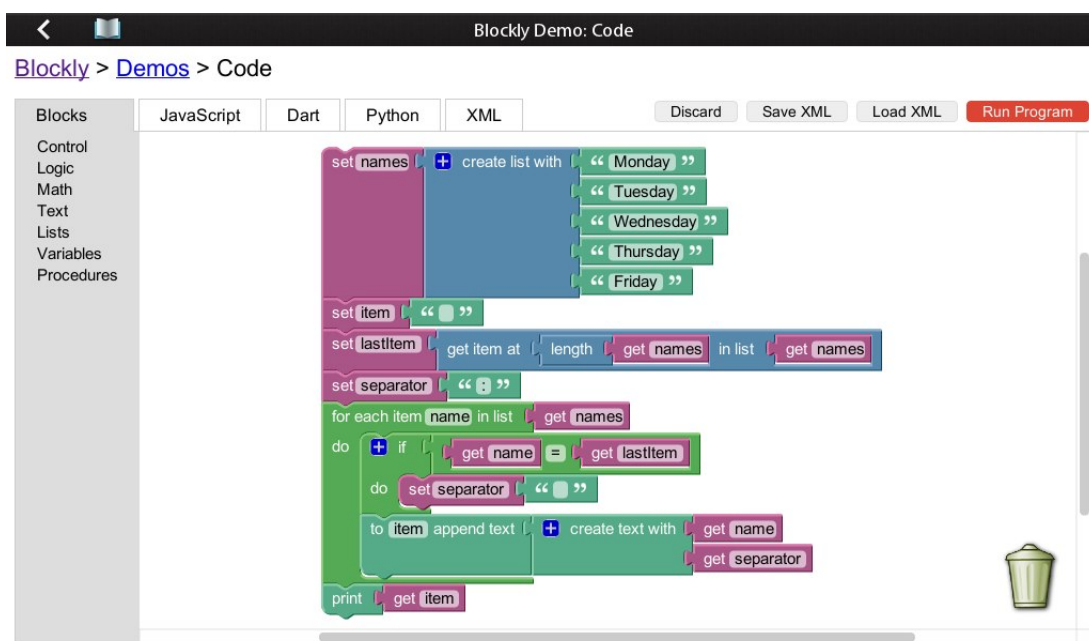 Blockly Demo: Code
Blockly > Demos > Code
Blocks JavaScript Dart Python XML Discard Save XML Load XML Run Program
Control
Logic
Math
Text
Lists
Variables
Procedures
set names create list with “ Monday ”
“ Tuesday ”
“ Wednesday ”
“ Thursday ”
“ Friday ”
set item “ ”
set lastItem get item at length get names in list get names
set separator “ : ”
for each item name in list get names
do if get name = get lastItem
do set separator “ ”
to item append text create text with get name
get separator
print get item